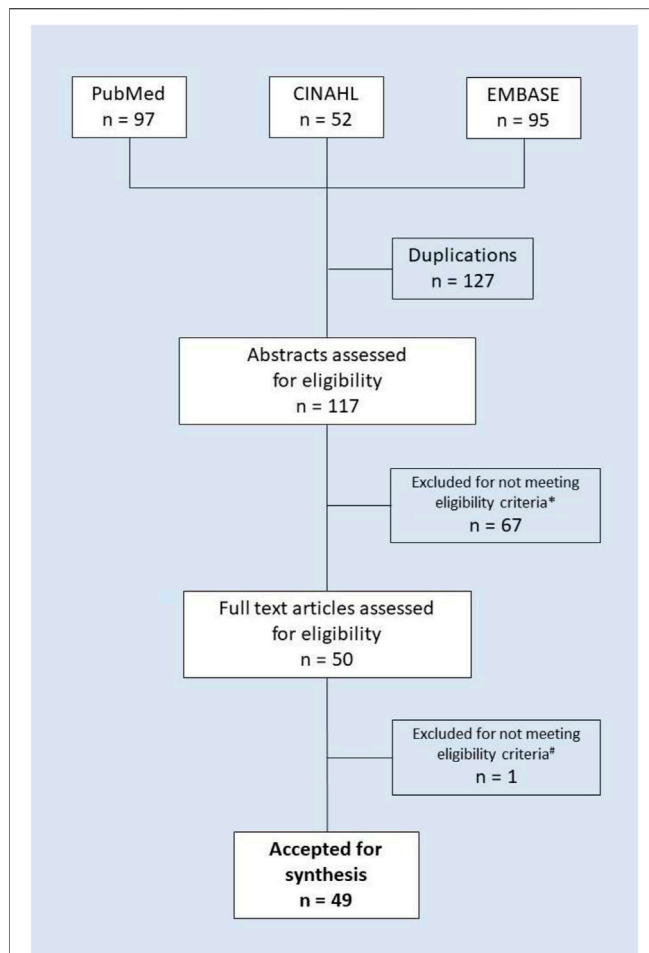 PubMed
n = 97
CINAHL
n = 52
EMBASE
n = 95
Duplications
n = 127
Abstracts assessed
for eligibility
n = 117
Excluded for not meeting
eligibility criteria*
n = 67
Full text articles assessed
for eligibility
n = 50
Excluded for not meeting
eligibility criteria#
n = 1
Accepted for
synthesis
n = 49